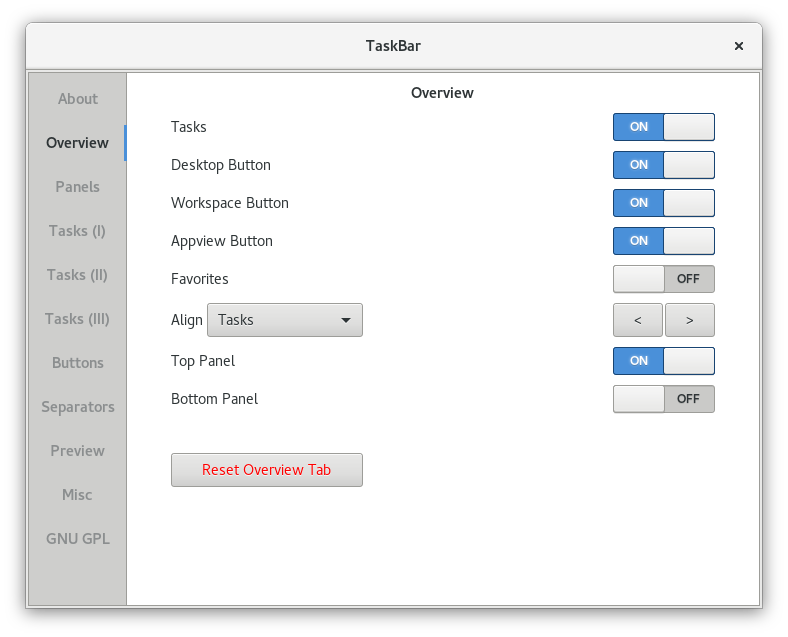 TaskBar ×
About
Overview
Panels
Tasks (I)
Tasks (II)
Tasks (III)
Buttons
Separators
Preview
Misc
GNU GPL
Overview
Tasks ON
Desktop Button ON
Workspace Button ON
Appview Button ON
Favorites OFF
Align Tasks < >
Top Panel ON
Bottom Panel OFF
Reset Overview Tab